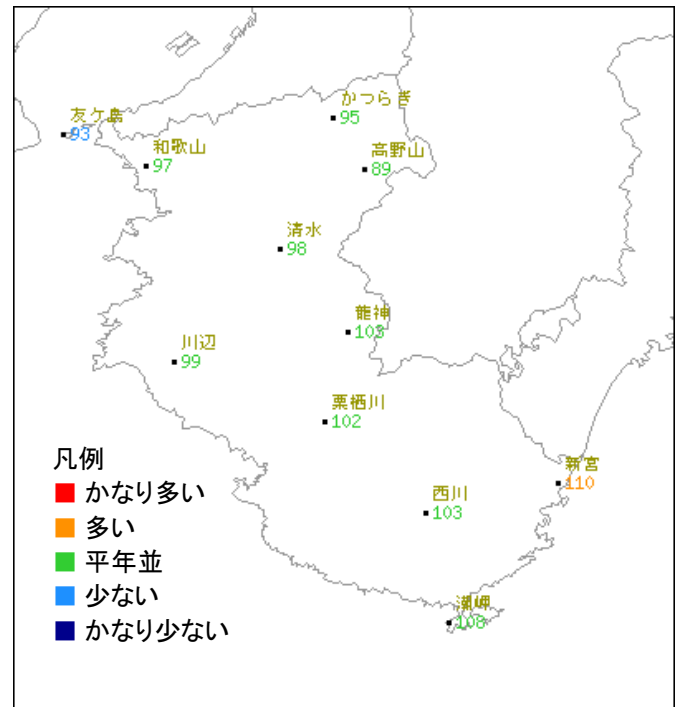 かつらぎ
95
友ケ島
93
和歌山
97
高野山
89
清水
98
龍神
103
川辺
99
栗栖川
102
新宮
110
西川
103
潮岬
108
凡例
かなり多い
多い
平年並
少ない
かなり少ない